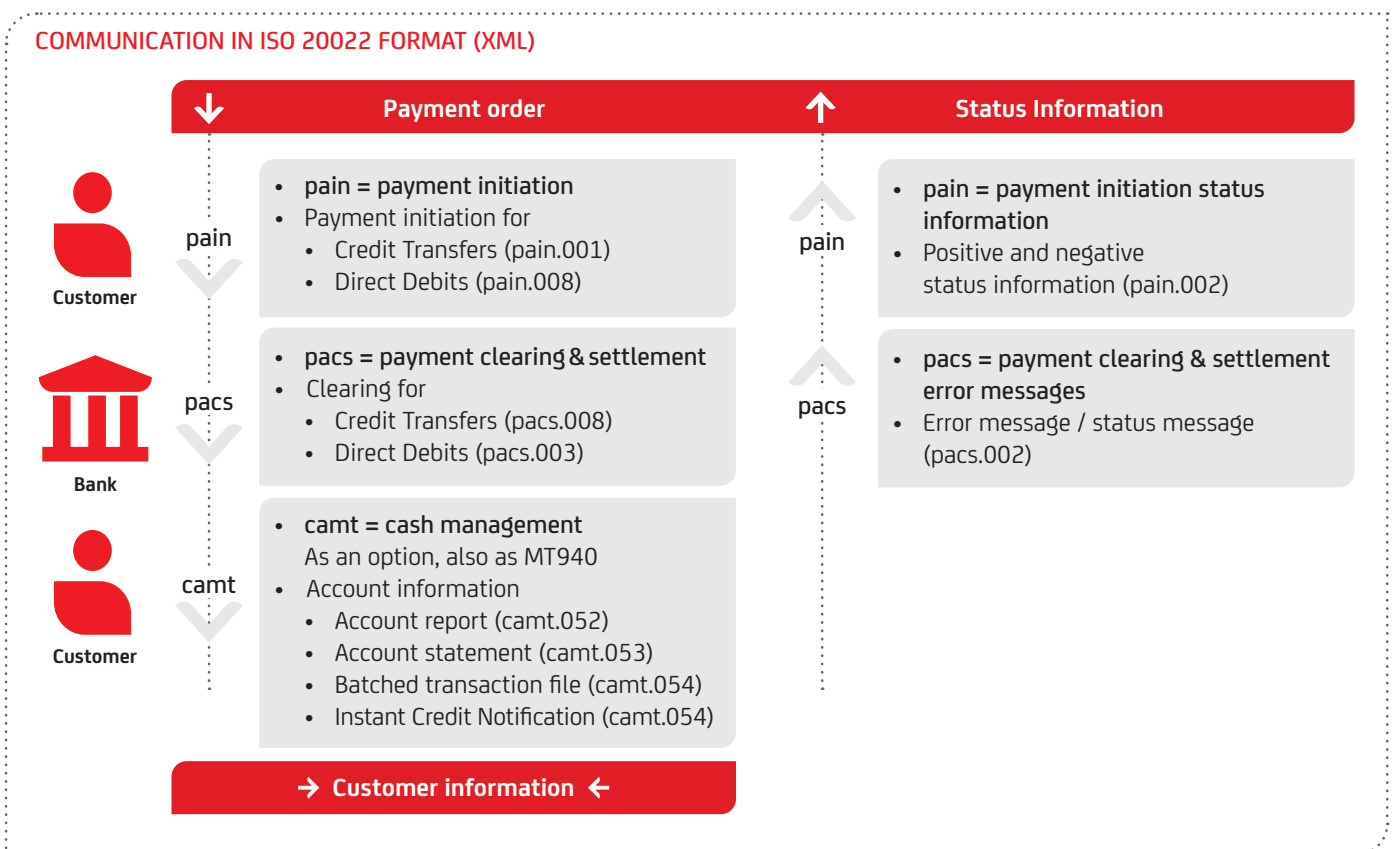 COMMUNICATION IN ISO 20022 FORMAT (XML)
Payment order
Status Information
Customer
pain
• pain = payment initiation
• Payment initiation for
• Credit Transfers (pain.001)
• Direct Debits (pain.008)
pain
• pain = payment initiation status
information
• Positive and negative
status information (pain.002)
Bank
pacs
• pacs = payment clearing & settlement
• Clearing for
• Credit Transfers (pacs.008)
• Direct Debits (pacs.003)
pacs
• pacs = payment clearing & settlement
error messages
• Error message / status message
(pacs.002)
Customer
camt
• camt = cash management
As an option, also as MT940
• Account information
• Account report (camt.052)
• Account statement (camt.053)
• Batched transaction file (camt.054)
• Instant Credit Notification (camt.054)
→ Customer information ←